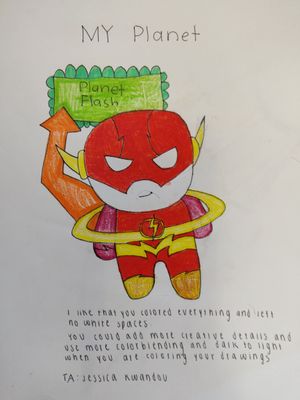 MY Planet
Planet
Flash
I like that you colored everything and left
no white spaces
You could add more creative details and
use more colorblending and dark to light
when you are coloring your drawings
TA: Jessica Kwandou